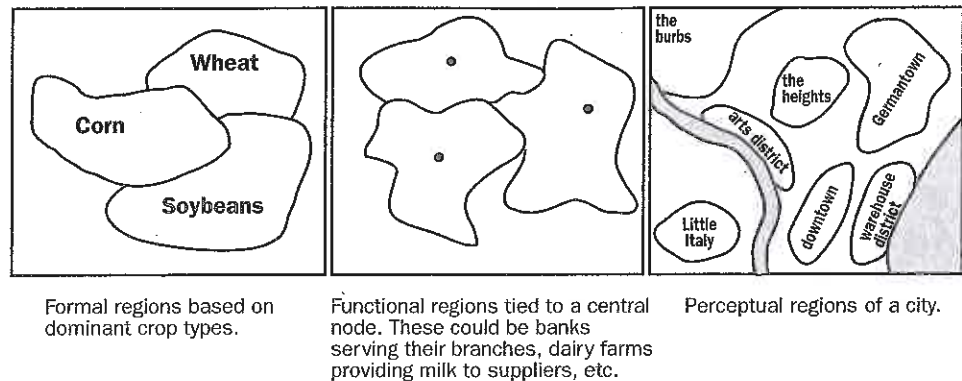 Wheat
Corn
Soybeans
the
burbs
the
heights
Germantown
arts district
Little
Italy
downtown
warehouse
district
Formal regions based on
dominant crop types.
Functional regions tied to a central
node. These could be banks
serving their branches, dairy farms
providing milk to suppliers, etc.
Perceptual regions of a city.